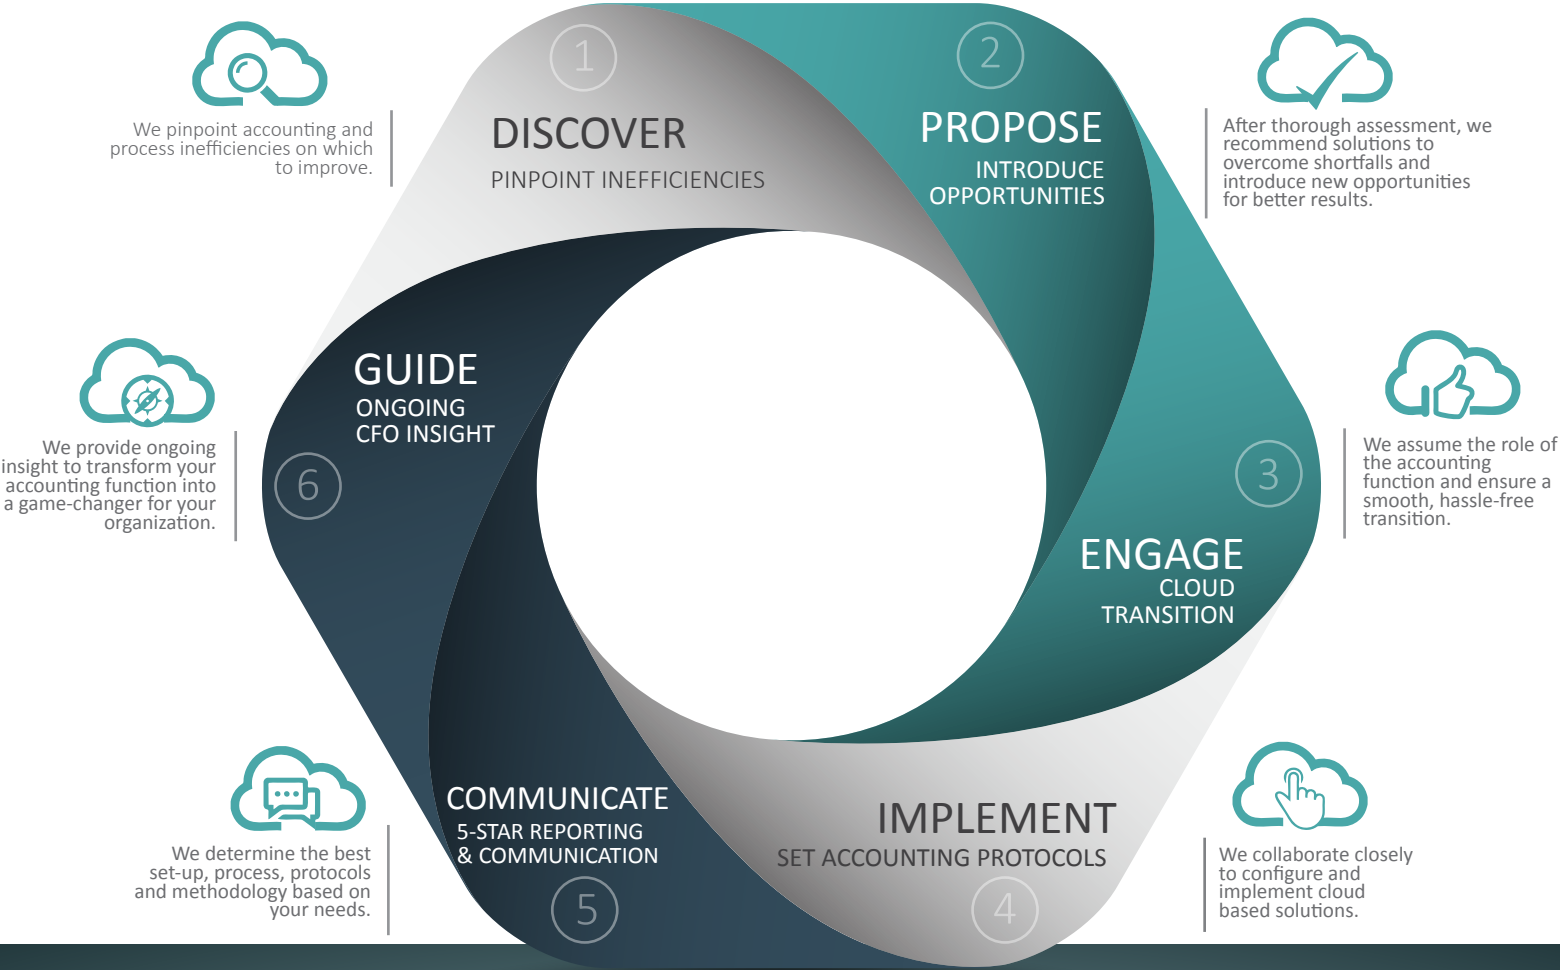 1
DISCOVER
PINPOINT INEFFICIENCIES
We pinpoint accounting and
process inefficiencies on which
to improve.
2
PROPOSE
INTRODUCE
OPPORTUNITIES
After thorough assessment, we
recommend solutions to
overcome shortfalls and
introduce new opportunities
for better results.
3
ENGAGE
CLOUD
TRANSITION
We assume the role of
the accounting
function and ensure a
smooth, hassle-free
transition.
IMPLEMENT
SET ACCOUNTING PROTOCOLS
4
We collaborate closely
to configure and
implement cloud
based solutions.
COMMUNICATE
5-STAR REPORTING
& COMMUNICATION
5
We determine the best
set-up, process, protocols
and methodology based on
your needs.
GUIDE
ONGOING
CFO INSIGHT
6
We provide ongoing
insight to transform your
accounting function into
a game-changer for your
organization.